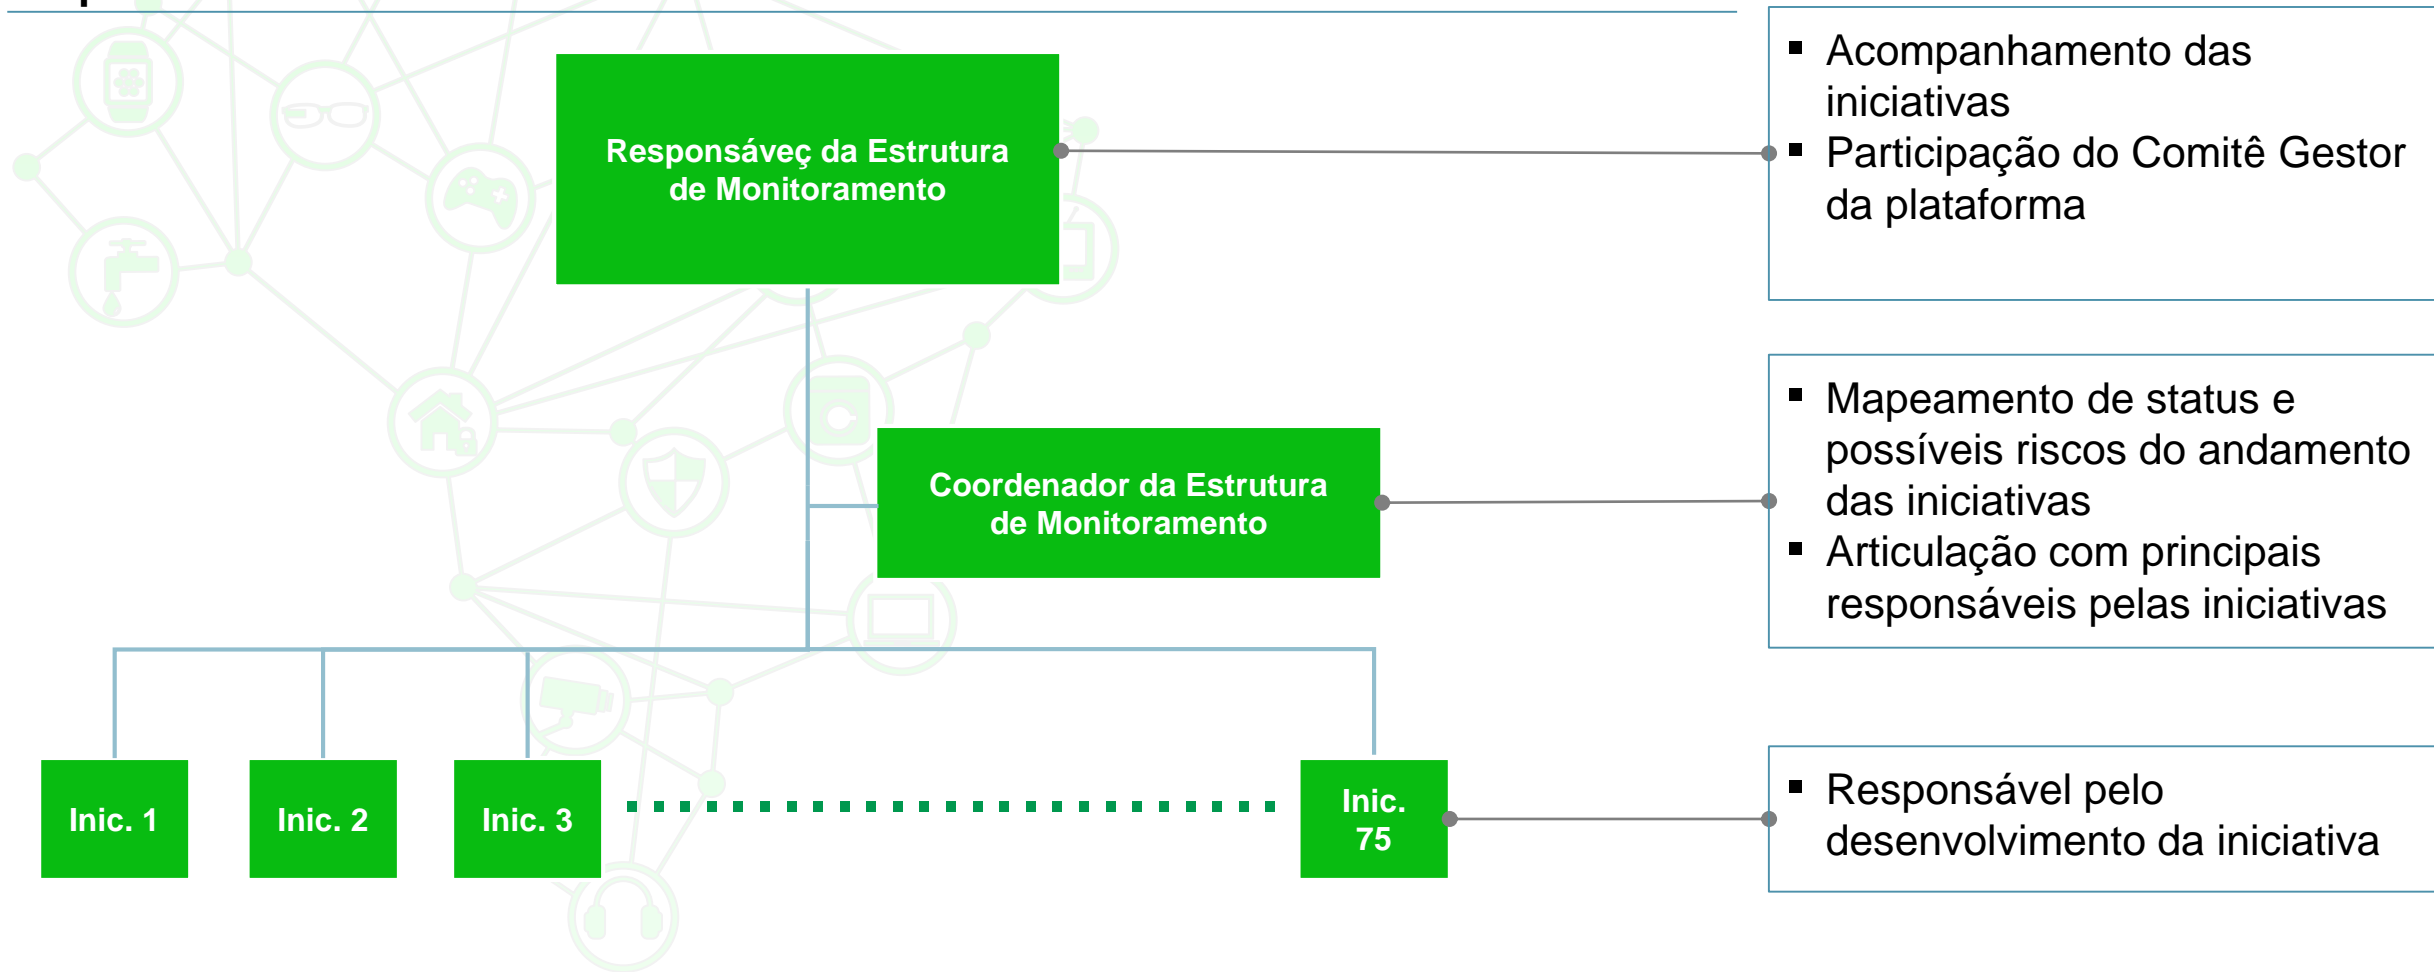 Responsáveç da Estrutura
de Monitoramento
▪ Acompanhamento das
iniciativas
▪ Participação do Comitê Gestor
da plataforma
Coordenador da Estrutura
de Monitoramento
▪ Mapeamento de status e
possíveis riscos do andamento
das iniciativas
▪ Articulação com principais
responsáveis pelas iniciativas
Inic. 1
Inic. 2
Inic. 3
Inic.
75
▪ Responsável pelo
desenvolvimento da iniciativa